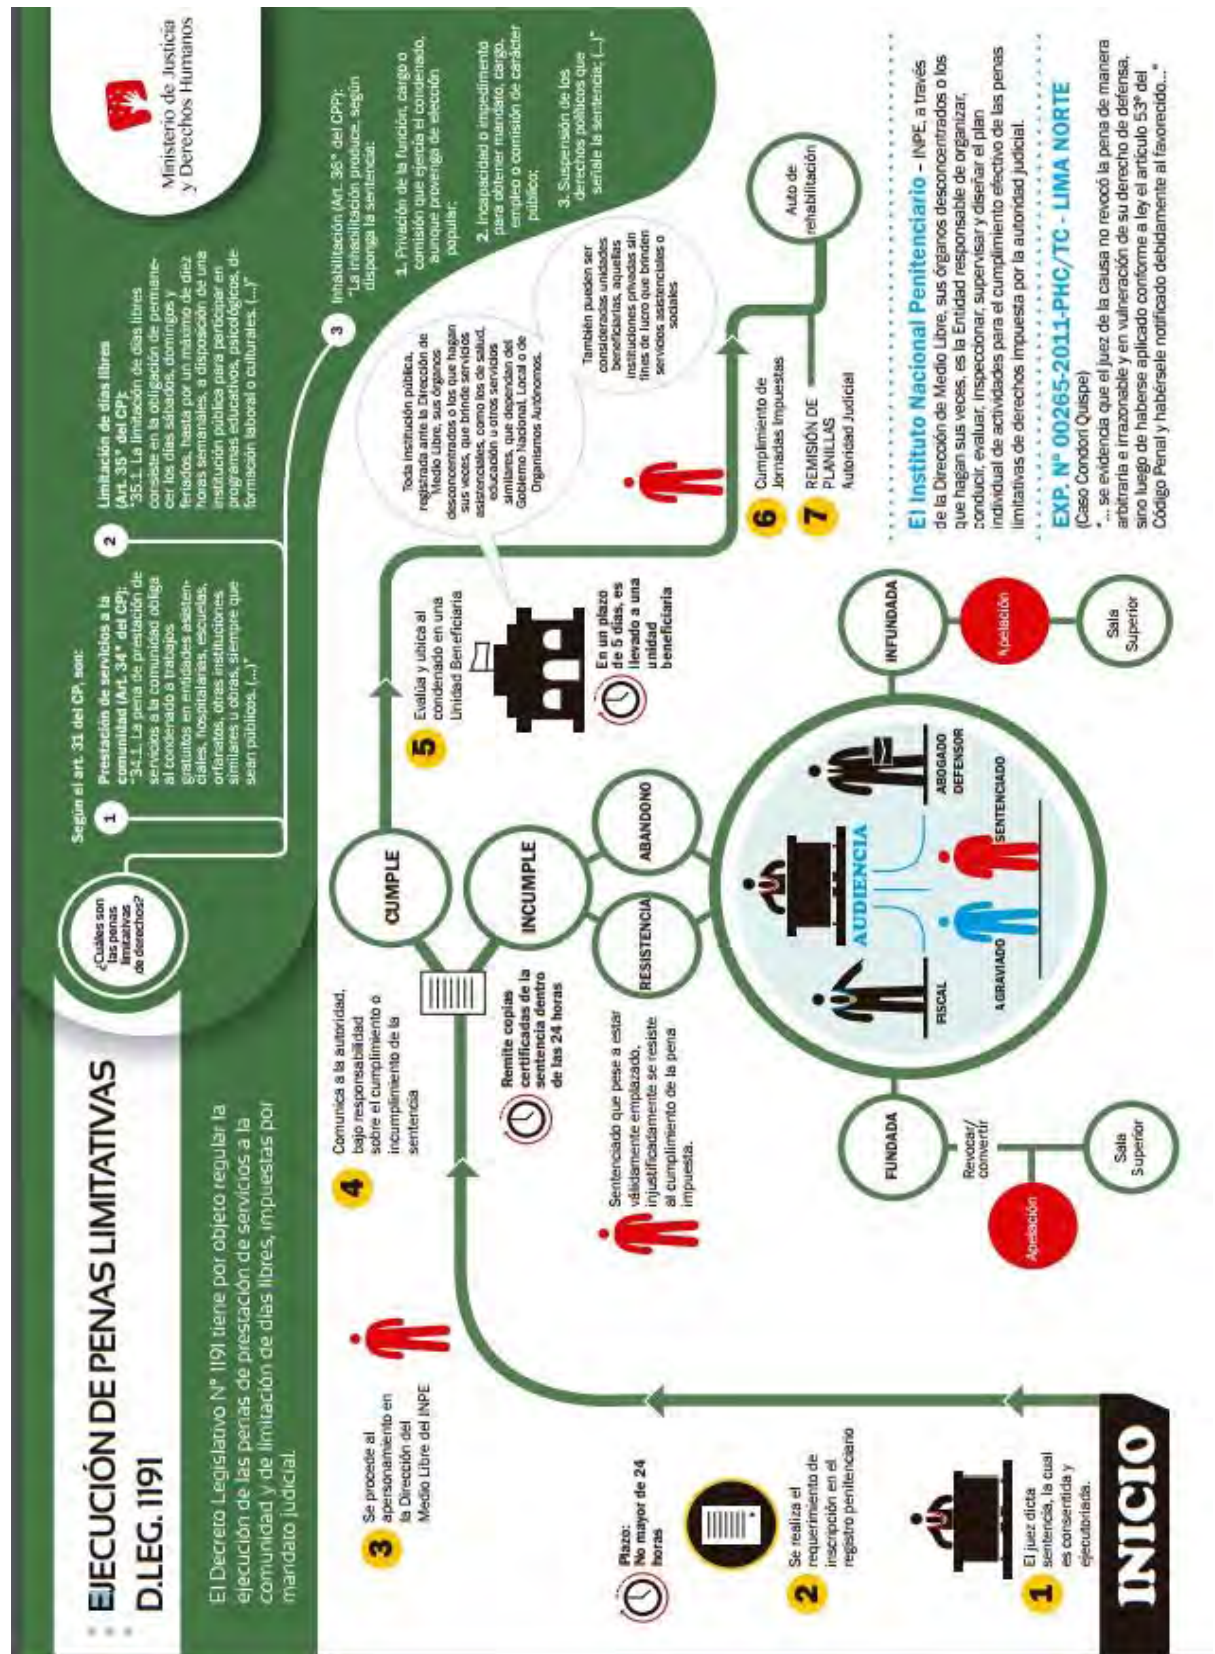 EJECUCIÓN DE PENAS LIMITATIVAS
D.LEG. 1191
El Decreto Legislativo N° 1191 tiene por objeto regular la
ejecución de las penas de prestación de servicios a la
comunidad y de limitación de días libres, impuestas por
mandato judicial.
¿Cuáles son
las penas
limitativas
de derechos?
Según el art. 31 del CP, son:
1
Prestación de servicios a la
comunidad (Art. 34° del CP):
"34.1. La pena de prestación de
servicios a la comunidad obliga
al condenado a trabajos
gratuitos en entidades asisten-
ciales, hospitalarias, escuelas,
orfanatos, otras instituciones
similares u obras, siempre que
sean públicos. (...)"
2
Limitación de días libres
(Art. 35° del CP):
"35.1. La limitación de días libres
consiste en la obligación de permane-
cer los días sábados, domingos y
feriados, hasta por un máximo de diez
horas semanales, a disposición de una
institución pública para participar en
programas educativos, psicológicos, de
formación laboral o culturales. (...)"
Ministerio de Justicia
y Derechos Humanos
3
Inhabilitación (Art. 36° del CPP):
"La inhabilitación produce, según
disponga la sentencia:
1. Privación de la función, cargo o
comisión que ejercía el condenado,
aunque provenga de elección
popular;
2. Incapacidad o impedimento
para obtener mandato, cargo,
empleo o comisión de carácter
público;
3. Suspensión de los
derechos políticos que
señale la sentencia; (...)"
INICIO
1
El juez dicta
sentencia, la cual
es consentida y
ejecutoriada.
2
Se realiza el
requerimiento de
inscripción en el
registro penitenciario
Plazo:
No mayor de 24
horas
3
Se procede al
apersonamiento en
la Dirección del
Medio Libre del INPE
4
Comunica a la autoridad,
bajo responsabilidad
sobre el cumplimiento o
incumplimiento de la
sentencia
Remite copias
certificadas de la
sentencia dentro
de las 24 horas
CUMPLE
INCUMPLE
RESISTENCIA
ABANDONO
Sentenciado que pese a estar
válidamente emplazado,
injustificadamente se resiste
al cumplimiento de la pena
impuesta.
5
Evalúa y ubica al
condenado en una
Unidad Beneficiaria
En un plazo
de 5 días, es
llevado a una
unidad
beneficiaria
Toda institución pública,
registrada ante la Dirección de
Medio Libre, sus órganos
desconcentrados o los que hagan
sus veces, que brinde servicios
asistenciales, como los de salud,
educación u otros servicios
similares, que dependan del
Gobierno Nacional, Local o de
Organismos Autónomos.
También pueden ser
consideradas unidades
beneficiarias, aquellas
instituciones privadas sin
fines de lucro que brinden
servicios asistenciales o
sociales
6
Cumplimiento de
Jornadas Impuestas
7
REMISIÓN DE
PLANILLAS
Autoridad Judicial
Auto de
rehabilitación
AUDIENCIA
FISCAL
AGRAVIADO
SENTENCIADO
ABOGADO
DEFENSOR
FUNDADA
Revocar/
convertir
Apelación
Sala
Superior
INFUNDADA
Apelación
Sala
Superior
El Instituto Nacional Penitenciario - INPE, a través
de la Dirección de Medio Libre, sus órganos desconcentrados o los
que hagan sus veces, es la Entidad responsable de organizar,
conducir, evaluar, inspeccionar, supervisar y diseñar el plan
individual de actividades para el cumplimiento efectivo de las penas
limitativas de derechos impuesta por la autoridad judicial.
EXP. N° 00265-2011-PHC/TC - LIMA NORTE
(Caso Condori Quispe)
"... se evidencia que el juez de la causa no revocó la pena de manera
arbitraria e irrazonable y en vulneración de su derecho de defensa,
sino luego de haberse aplicado conforme a ley el artículo 53° del
Código Penal y habérsele notificado debidamente al favorecido..."